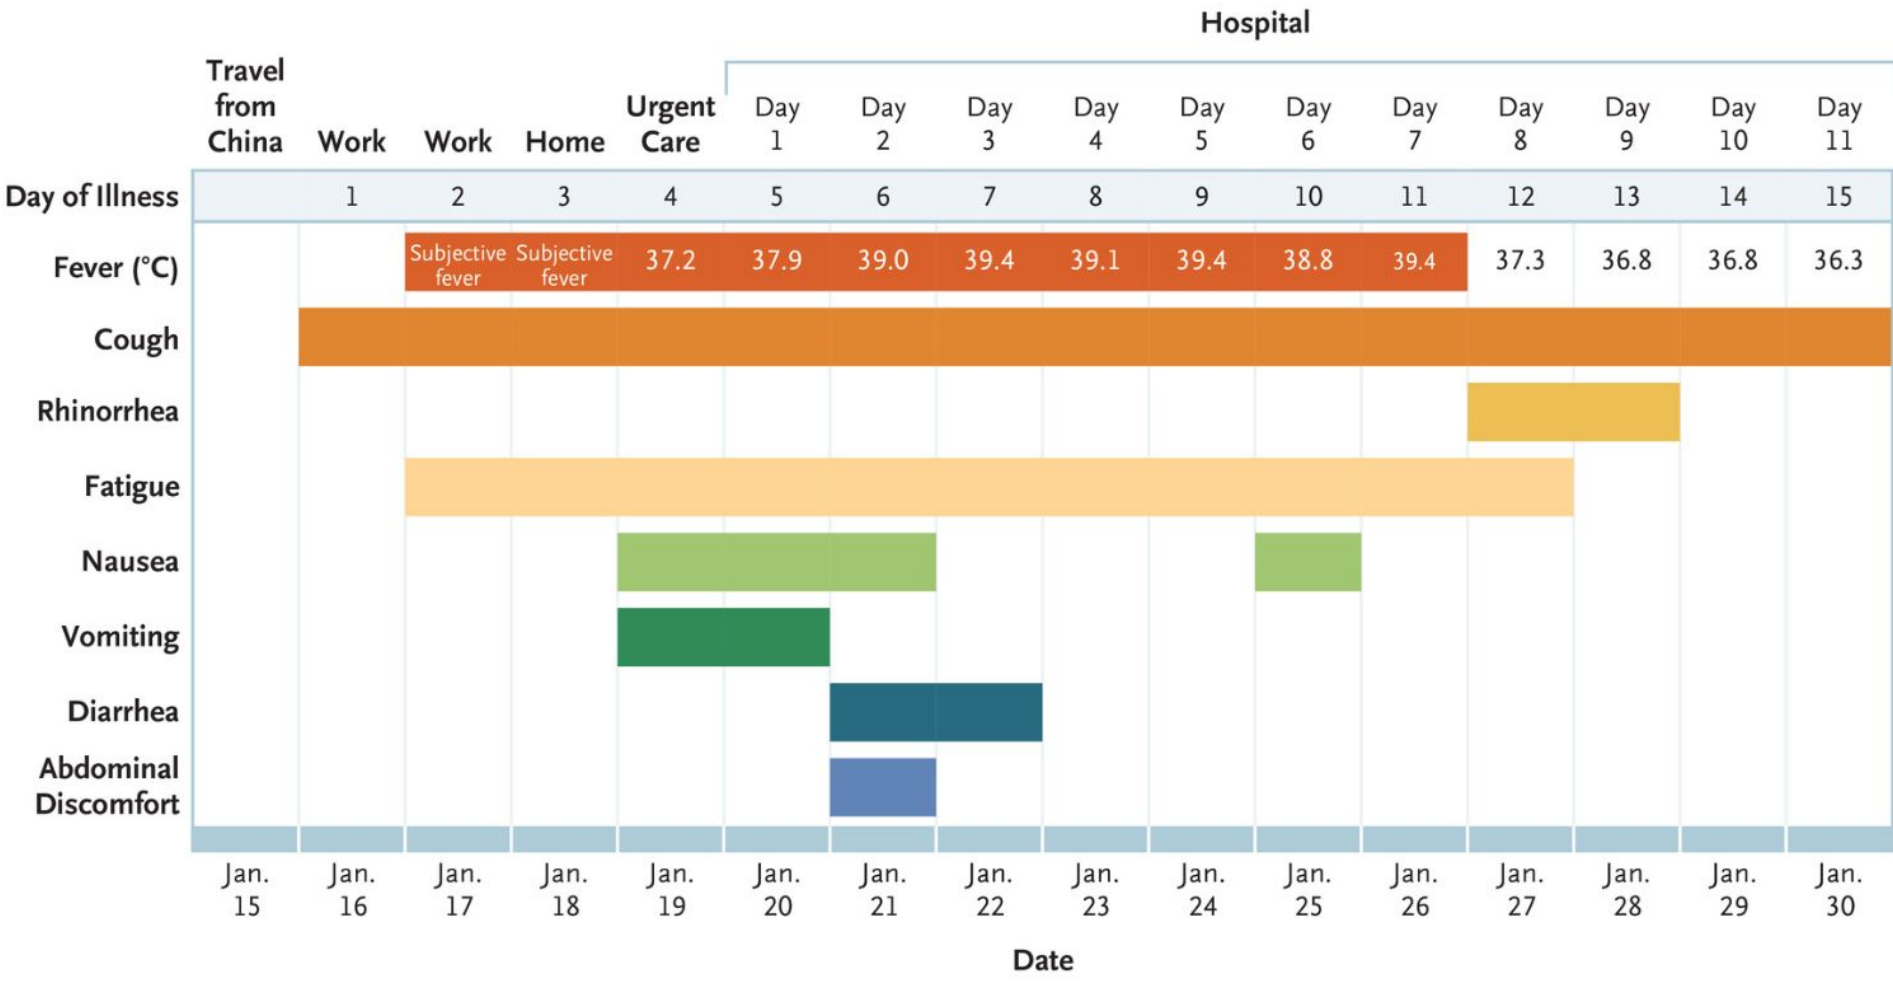 Hospital
Travel
from
China
Work
Work
Home
Urgent
Care
Day
1
Day
2
Day
3
Day
4
Day
5
Day
6
Day
7
Day
8
Day
9
Day
10
Day
11
Day of Illness 1 2 3 4 5 6 7 8 9 10 11 12 13 14 15
Fever (°C)
Subjective
fever
Subjective
fever
37.2 37.9 39.0 39.4 39.1 39.4 38.8 39.4 37.3 36.8 36.8 36.3
Cough
Rhinorrhea
Fatigue
Nausea
Vomiting
Diarrhea
Abdominal
Discomfort
Jan.
15
Jan.
16
Jan.
17
Jan.
18
Jan.
19
Jan.
20
Jan.
21
Jan.
22
Jan.
23
Jan.
24
Jan.
25
Jan.
26
Jan.
27
Jan.
28
Jan.
29
Jan.
30
Date